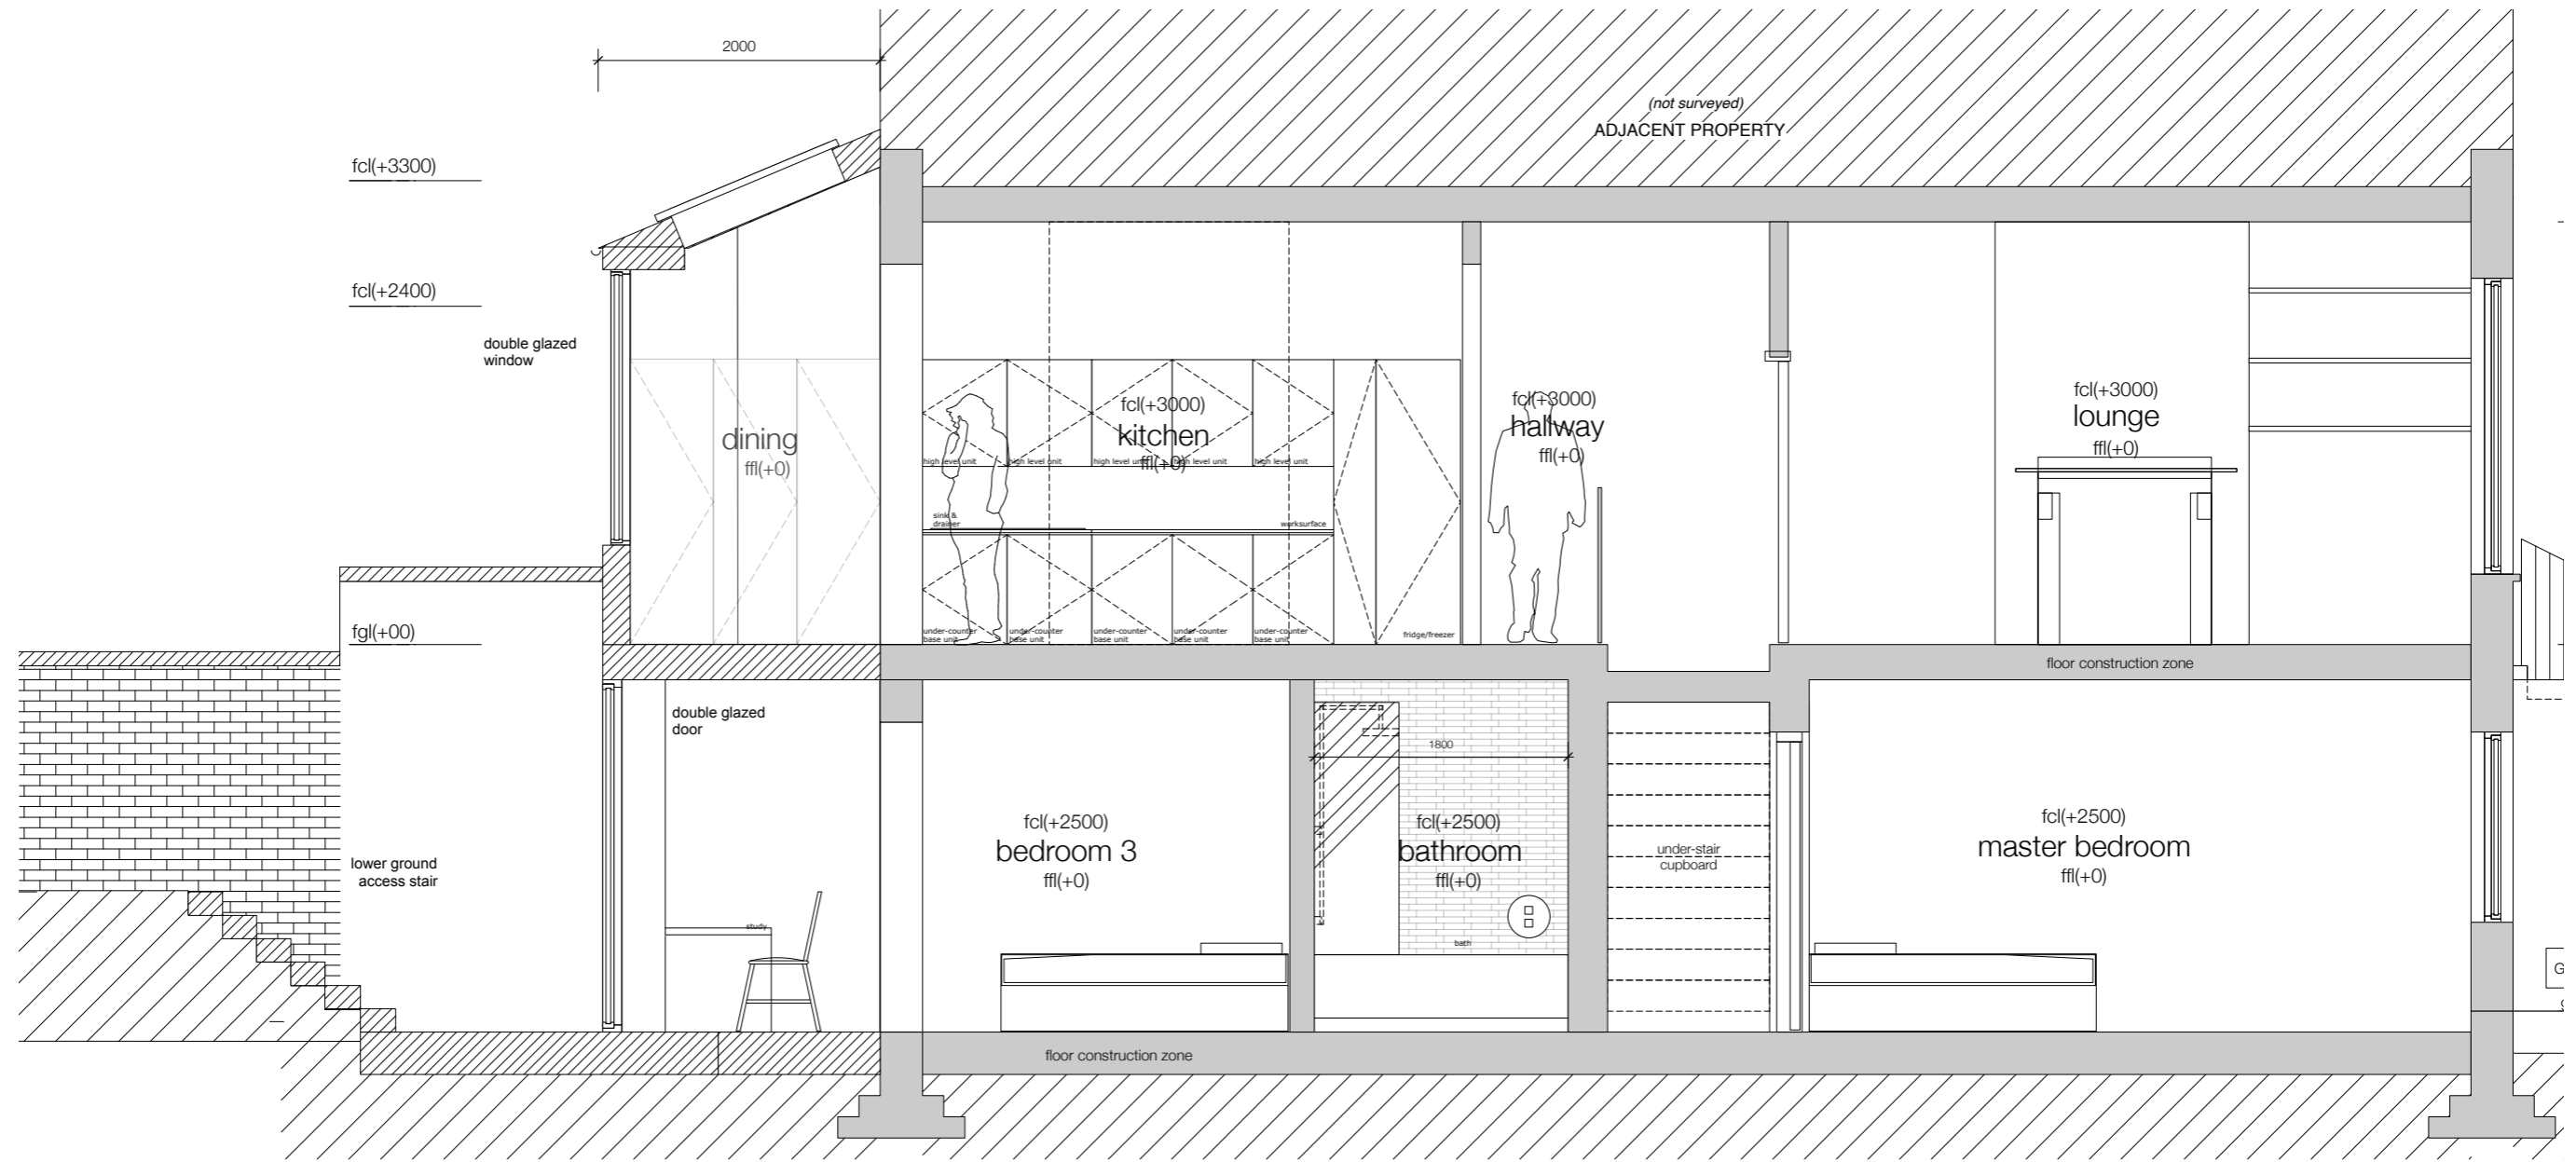 2000
(not surveyed)
ADJACENT PROPERTY
fcl(+3300)
fcl(+2400)
double glazed
window
fgl(+00)
dining
ffl(+0)
fcl(+3000)
kitchen
ffl(+0)
high level unit
high level unit
high level unit
high level unit
high level unit
sink &
drainer
worksurface
under-counter
base unit
under-counter
base unit
under-counter
base unit
under-counter
base unit
under-counter
base unit
fridge/freezer
fcl(+3000)
hallway
ffl(+0)
fcl(+3000)
lounge
ffl(+0)
floor construction zone
double glazed
door
lower ground
access stair
study
fcl(+2500)
bedroom 3
ffl(+0)
1800
fcl(+2500)
bathroom
ffl(+0)
bath
under-stair
cupboard
fcl(+2500)
master bedroom
ffl(+0)
G
floor construction zone